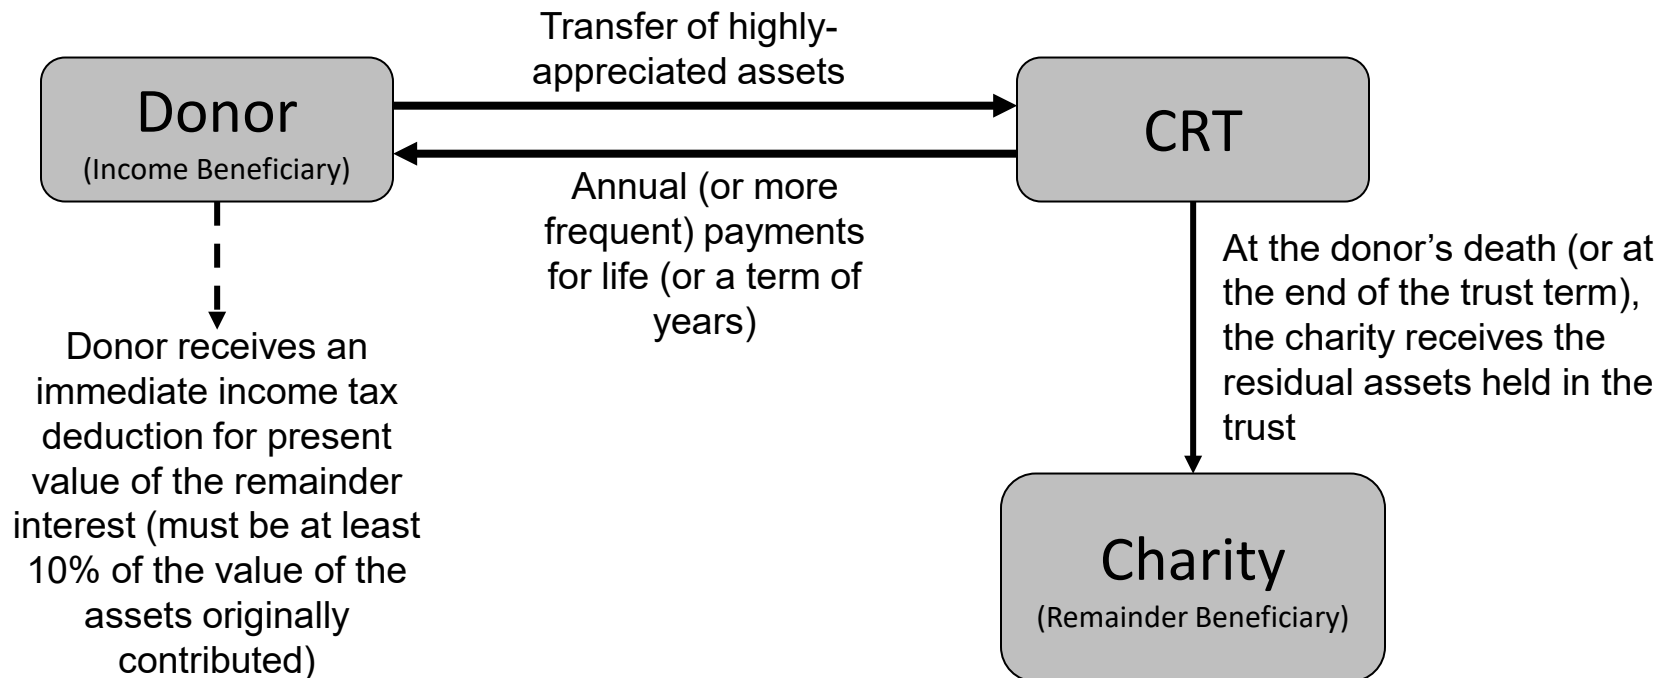 Transfer of highly-
appreciated assets
Donor
(Income Beneficiary)
CRT
Annual (or more
frequent) payments
for life (or a term of
years)
At the donor’s death (or at
the end of the trust term),
the charity receives the
residual assets held in the
trust
Donor receives an
immediate income tax
deduction for present
value of the remainder
interest (must be at least
10% of the value of the
assets originally
contributed)
Charity
(Remainder Beneficiary)